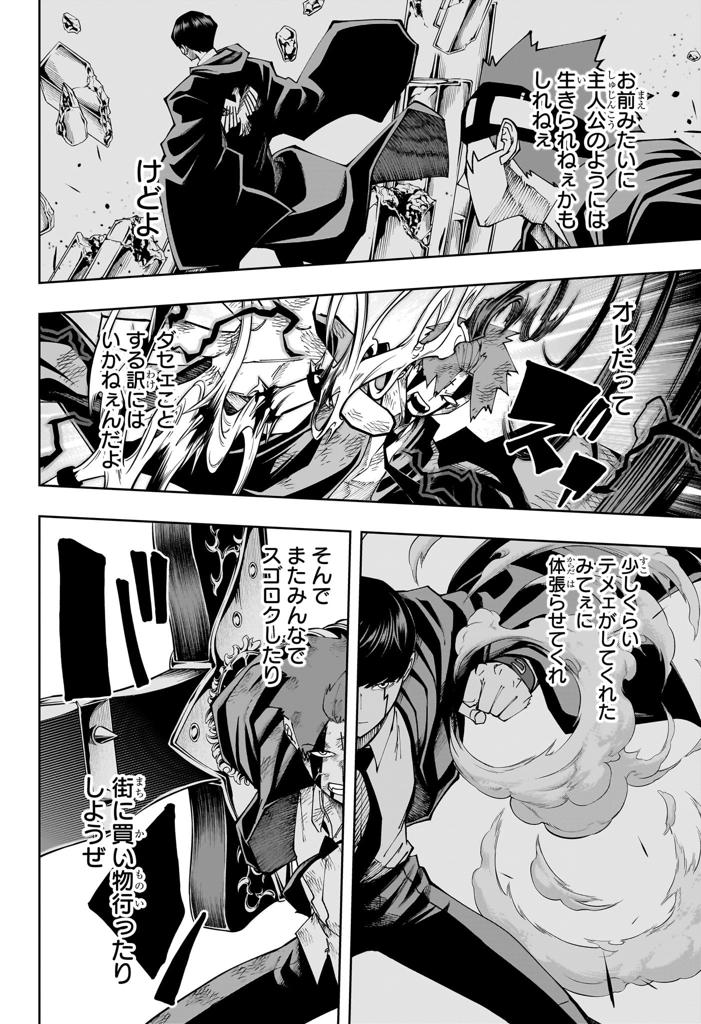 お前みたいに
主人公のようには
生きられねぇかも
しれねぇ
けどよ
オレだって
ダセェこと
する訳には
いかねぇんだよ
少しくらい
テメェがしてくれた
みてぇに
体張らせてくれ
そんで
またみんなで
スゴロクしたり
街に買い物行ったり
しようぜ